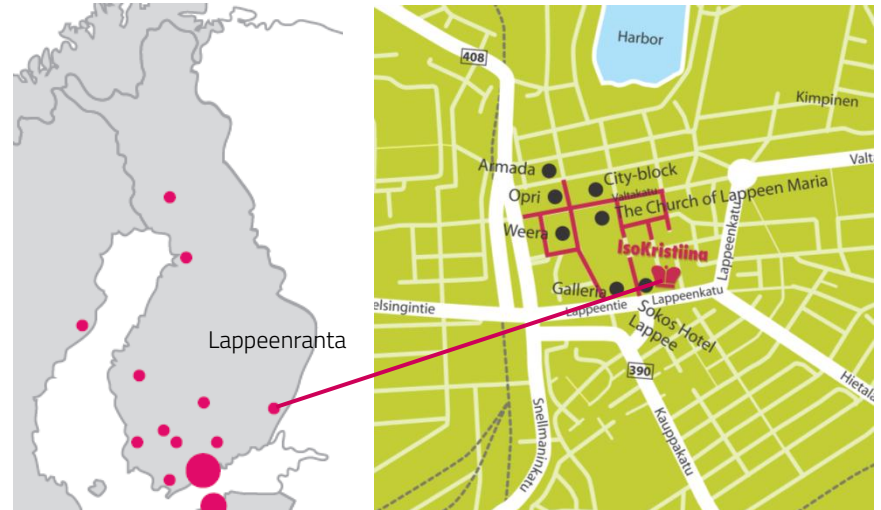 Lappeenranta
Harbor
408
Kimpinen
Valta
Armada
City-block
Opri
Valtakatu
The Church of Lappeen Maria
Weera
IsoKristiina
Lappeenkatu
Galleria
Lappeenkatu
elsingintie
Lappeentie
Sokos Hotel
Lappee
390
Hietala
Snellmaninkatu
Kauppakatu